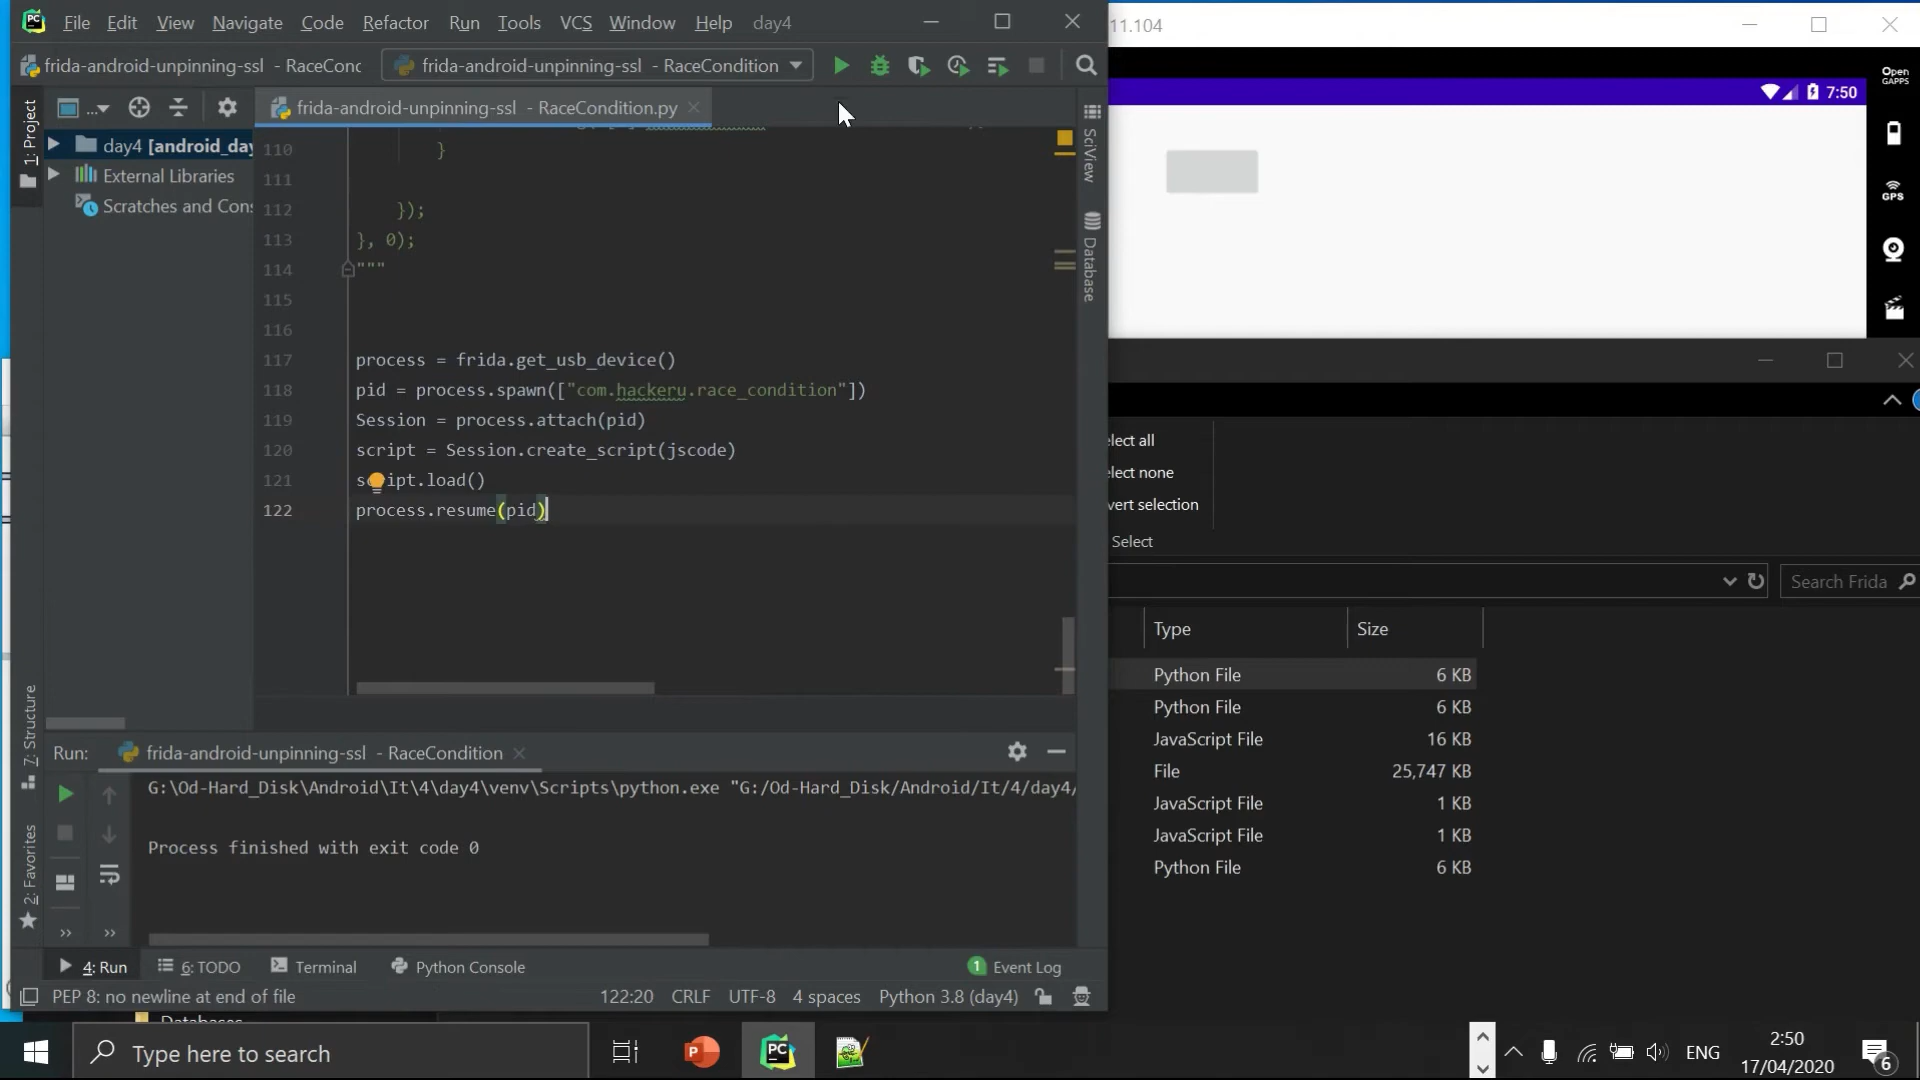 File Edit View Navigate Code Refactor Run Tools VCS Window Help day4
11.104
frida-android-unpinning-ssl - RaceConc
frida-android-unpinning-ssl - RaceCondition
Open
GAPPS
7:50
...
frida-android-unpinning-ssl - RaceCondition.py
1: Project
day4 [android_day
External Libraries
Scratches and Cons
SciView
Database
GPS
110 }
111
112 });
113 }, 0);
114 """
115
116
117 process = frida.get_usb_device()
118 pid = process.spawn(["com.hackeru.race_condition"])
119 Session = process.attach(pid)
120 script = Session.create_script(jscode)
121 script.load()
122 process.resume(pid)
elect all
elect none
vert selection
Select
Search Frida
Type Size
Python File 6 KB
Python File 6 KB
JavaScript File 16 KB
File 25,747 KB
JavaScript File 1 KB
JavaScript File 1 KB
Python File 6 KB
7: Structure
2: Favorites
Run: frida-android-unpinning-ssl - RaceCondition
G:\Od-Hard_Disk\Android\It\4\day4\venv\Scripts\python.exe "G:/Od-Hard_Disk/Android/It/4/day4/
Process finished with exit code 0
4: Run 6: TODO Terminal Python Console 1 Event Log
PEP 8: no newline at end of file 122:20 CRLF UTF-8 4 spaces Python 3.8 (day4)
Databases
Type here to search
ENG
2:50
17/04/2020
6